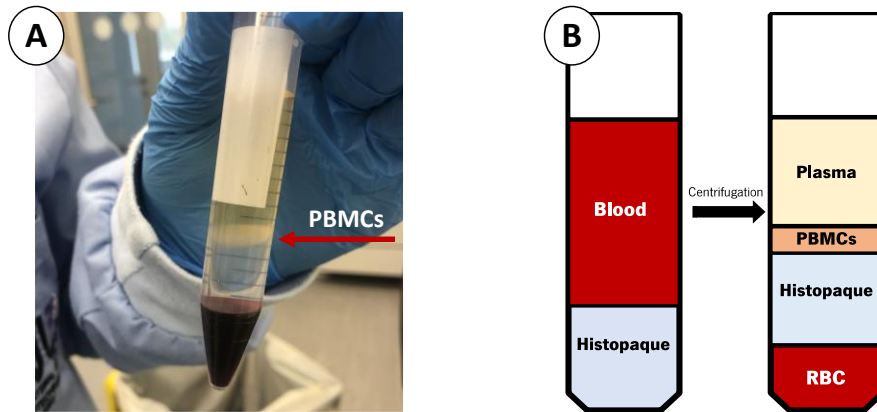 A
PBMCs
B
Blood
Histopaque
Centrifugation
Plasma
PBMCs
Histopaque
RBC